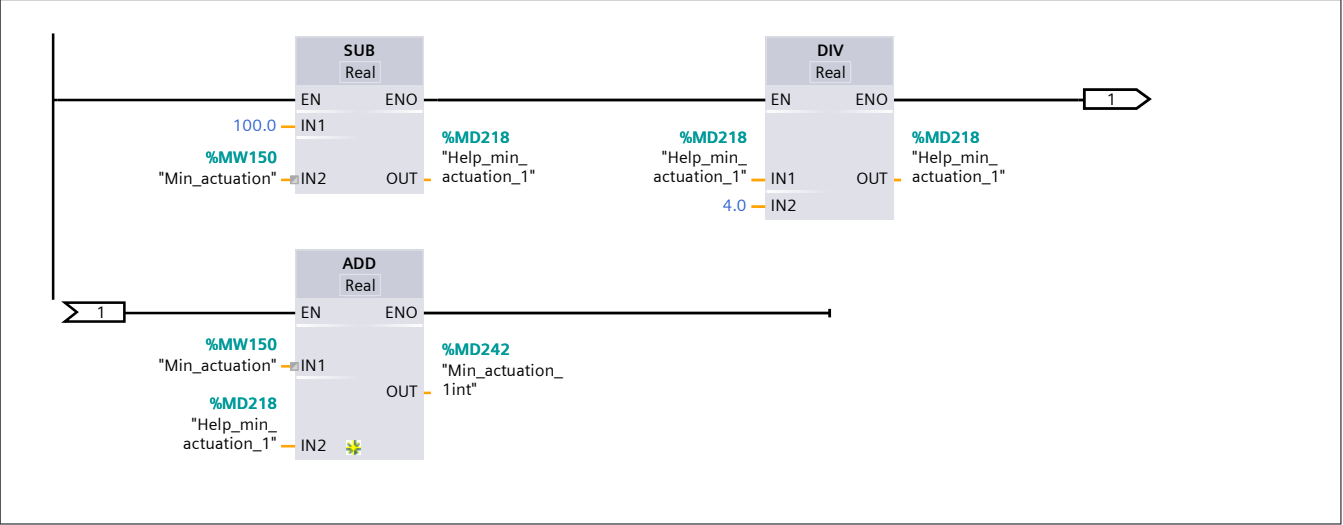 SUB
Real
EN ENO
100.0 IN1
%MW150
"Min_actuation" IN2
OUT
%MD218
"Help_min_
actuation_1"
DIV
Real
EN ENO
%MD218
"Help_min_
actuation_1" IN1
4.0 IN2
OUT
%MD218
"Help_min_
actuation_1"
1
1
ADD
Real
EN ENO
%MW150
"Min_actuation" IN1
%MD218
"Help_min_
actuation_1" IN2
OUT
%MD242
"Min_actuation_
1int"